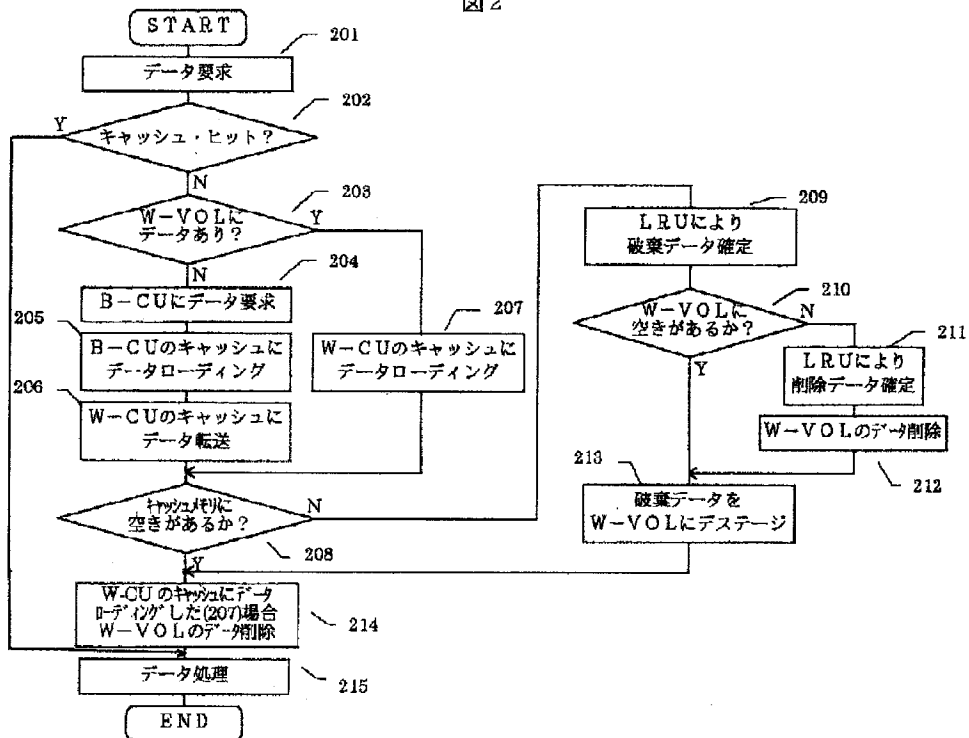 図2
START
201
データ要求
202
Y
キャッシュ・ヒット？
N
203
W－VOLに
データあり？
Y
N
204
B－CUにデータ要求
205
B－CUのキャッシュに
データローディング
206
W－CUのキャッシュに
データ転送
207
W－CUのキャッシュに
データローディング
キャッシュメモリに
空きがあるか？
N
208
Y
209
LRUにより
破棄データ確定
210
W－VOLに
空きがあるか？
N
Y
211
LRUにより
削除データ確定
W－VOLのデータ削除
212
213
破棄データを
W－VOLにデステージ
W-CUのキャッシュにデータ
ローディングした(207)場合
W－VOLのデータ削除
214
データ処理
215
END